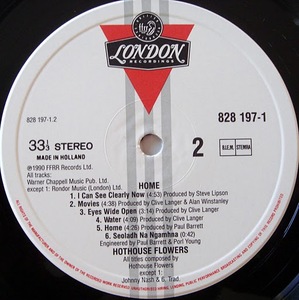 LONDON
RECORDINGS
828 197-1.2
828 197-1
33⅓ STEREO
MADE IN HOLLAND
2
B.I.E.M. STEMRA
℗1990 FFRR Records Ltd.
All tracks:
Warner Chappell Music Pub. Ltd.
except 1: Rondor Music (London) Ltd.
HOME
1. I Can See Clearly Now (4:53) Produced by Steve Lipson
2. Movies (4:38) Produced by Clive Langer / Alan Winstanley
3. Eyes Wide Open (3:41) Produced by Clive Langer
4. Water (4:09) Produced by Clive Langer
5. Home (4:26) Produced by Paul Barrett
6. Seoladh Na Ngamhna (:40)
Engineered by Paul Barrett and Pori Young
HOTHOUSE FLOWERS
All titles composed by
Hothouse Flowers
except 1:
Johnny Nash & 6. Trad.